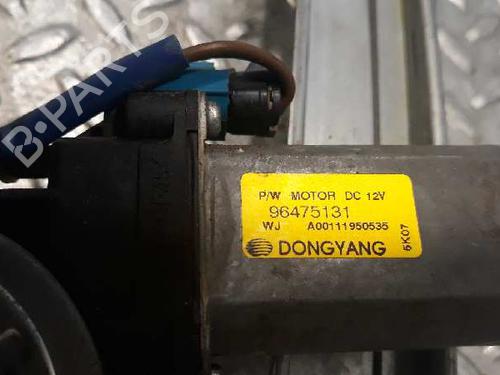 B-PARTS
P/W MOTOR DC 12V
96475131
WJ A00111950535
DONGYANG
5K07